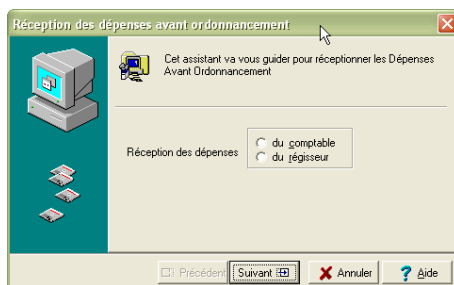 Réception des dépenses avant ordonnancement
Cet assistant va vous guider pour réceptionner les Dépenses
Avant Ordonnancement
Réception des dépenses
du comptable
du régisseur
Précédent
Suivant
Annuler
Aide